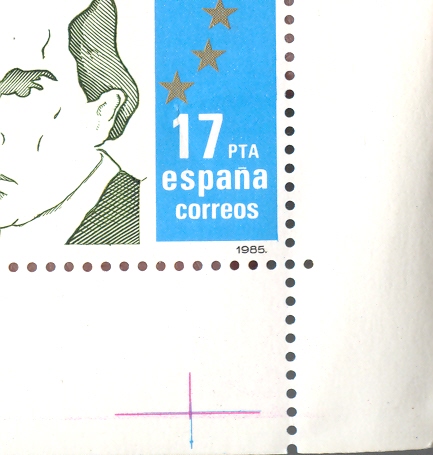 17 PTA
españa
correos
1985.